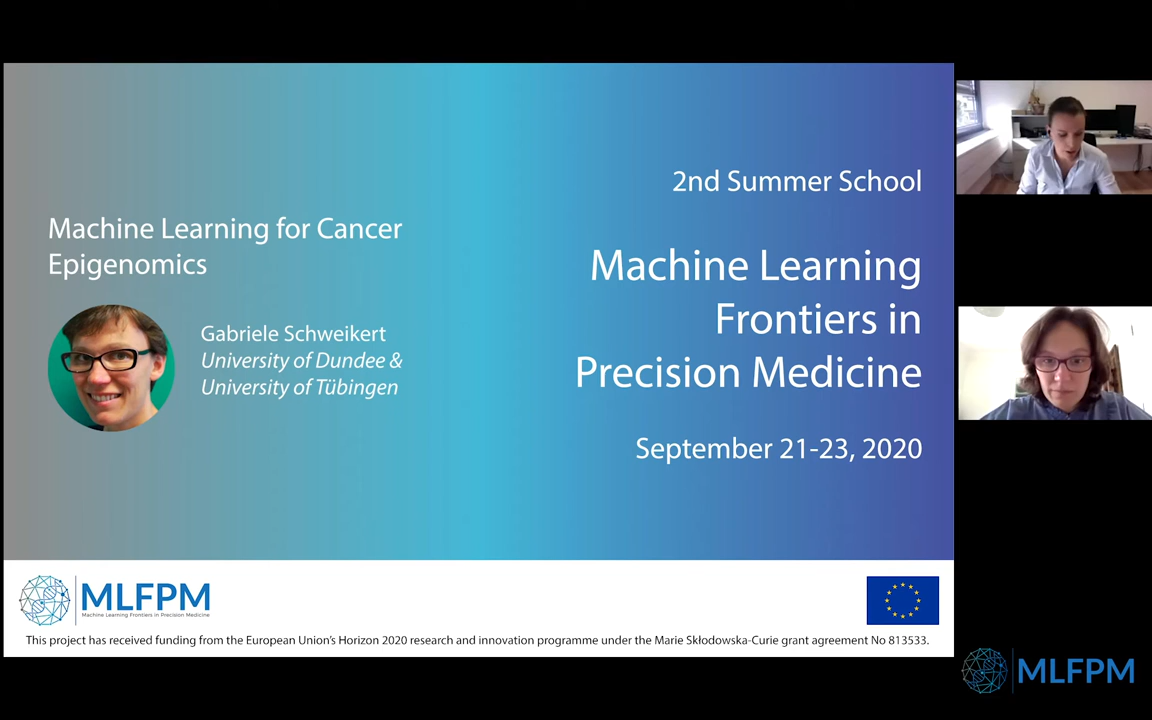 2nd Summer School
Machine Learning for Cancer
Epigenomics
Machine Learning
Frontiers in
Precision Medicine
Gabriele Schweikert
University of Dundee &
University of Tübingen
September 21-23, 2020
MLFPM
Machine Learning Frontiers in Precision Medicine
This project has received funding from the European Union's Horizon 2020 research and innovation programme under the Marie Skłodowska-Curie grant agreement No 813533.
MLFPM